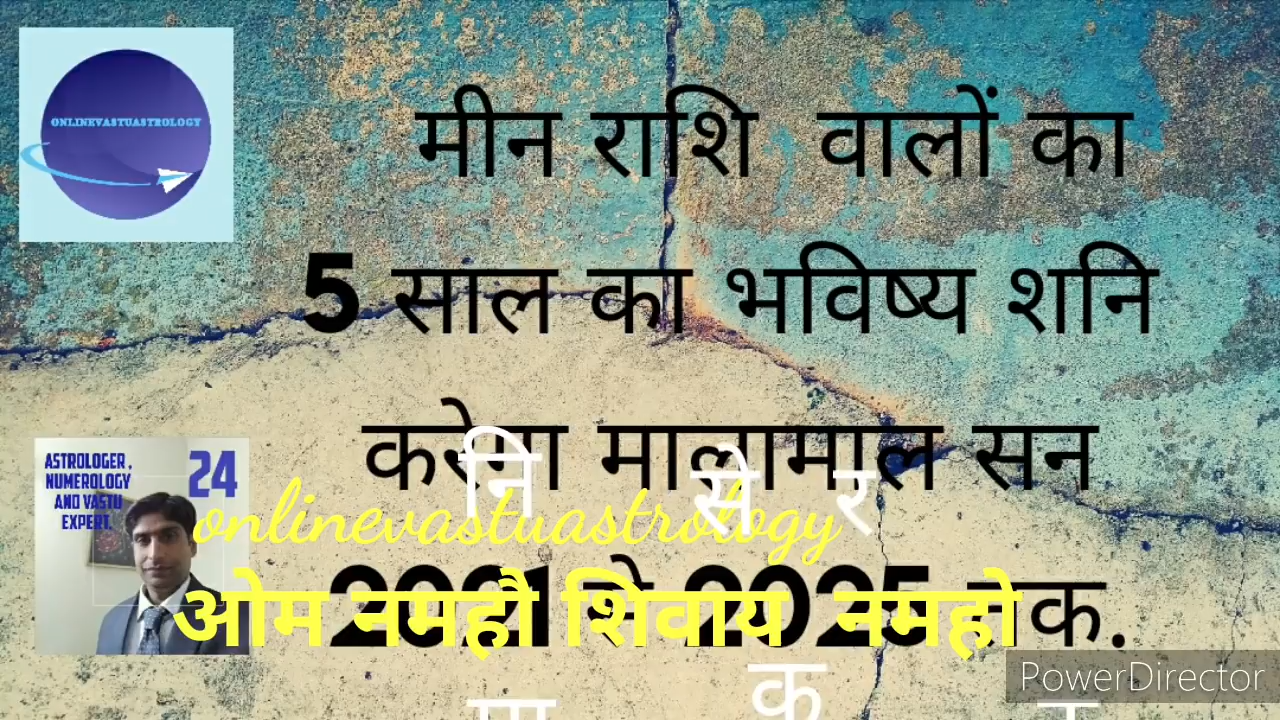 ONLINEVASTUASTROLOGY
मीन राशि वालों का
5 साल का भविष्य शनि
करेगा मालामाल सन
2021 से 2025 तक.
ASTROLOGER,
NUMEROLOGY
AND VASTU
EXPERT.
24
नि से र
onlinevastuastrology
ओम नमहौ शिवाय नमहो
क
PowerDirector